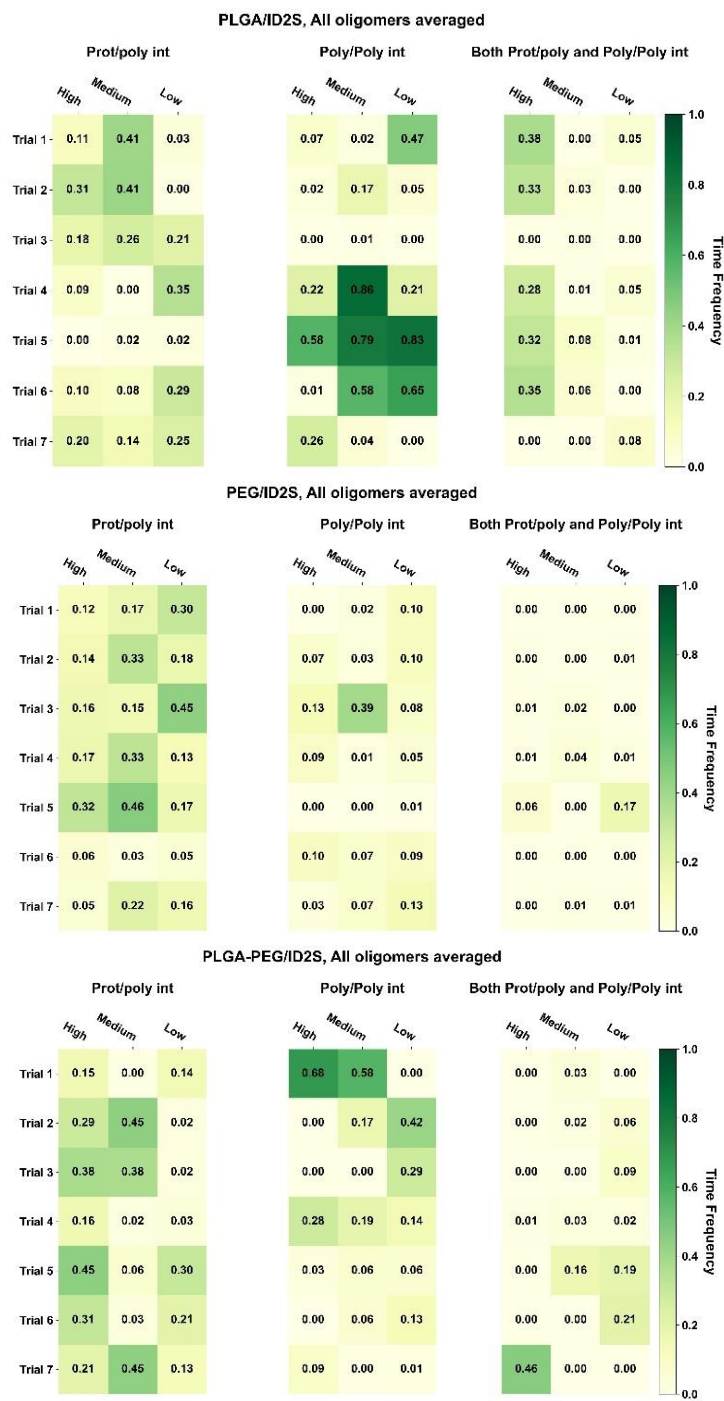 PLGA/ID2S, All oligomers averaged
Prot/poly int Poly/Poly int Both Prot/poly and Poly/Poly int
High Medium Low High Medium Low High Medium Low
Trial 1 0.11 0.41 0.03 0.07 0.02 0.47 0.38 0.00 0.05 1.0
Trial 2 0.31 0.41 0.00 0.02 0.17 0.05 0.33 0.03 0.00 0.8
Trial 3 0.18 0.26 0.21 0.00 0.01 0.00 0.00 0.00 0.00 0.6
Trial 4 0.09 0.00 0.35 0.22 0.86 0.21 0.28 0.01 0.05 Time Frequency
Trial 5 0.00 0.02 0.02 0.58 0.79 0.83 0.32 0.08 0.01 0.4
Trial 6 0.10 0.08 0.29 0.01 0.58 0.65 0.35 0.06 0.00 0.2
Trial 7 0.20 0.14 0.25 0.26 0.04 0.00 0.00 0.00 0.08 0.0
PEG/ID2S, All oligomers averaged
Prot/poly int Poly/Poly int Both Prot/poly and Poly/Poly int
High Medium Low High Medium Low High Medium Low
Trial 1 0.12 0.17 0.30 0.00 0.02 0.10 0.00 0.00 0.00 1.0
Trial 2 0.14 0.33 0.18 0.07 0.03 0.10 0.00 0.00 0.01 0.8
Trial 3 0.16 0.15 0.45 0.13 0.39 0.08 0.01 0.02 0.00 0.6
Trial 4 0.17 0.33 0.13 0.09 0.01 0.05 0.01 0.04 0.01 Time Frequency
Trial 5 0.32 0.46 0.17 0.00 0.00 0.01 0.06 0.00 0.17 0.4
Trial 6 0.06 0.03 0.05 0.10 0.07 0.09 0.00 0.00 0.00 0.2
Trial 7 0.05 0.22 0.16 0.03 0.07 0.13 0.00 0.01 0.01 0.0
PLGA-PEG/ID2S, All oligomers averaged
Prot/poly int Poly/Poly int Both Prot/poly and Poly/Poly int
High Medium Low High Medium Low High Medium Low
Trial 1 0.15 0.00 0.14 0.68 0.58 0.00 0.00 0.03 0.00 1.0
Trial 2 0.29 0.45 0.02 0.00 0.17 0.42 0.00 0.02 0.06 0.8
Trial 3 0.38 0.38 0.02 0.00 0.00 0.29 0.00 0.00 0.09 0.6
Trial 4 0.16 0.02 0.03 0.28 0.19 0.14 0.01 0.03 0.02 Time Frequency
Trial 5 0.45 0.06 0.30 0.03 0.06 0.06 0.00 0.16 0.19 0.4
Trial 6 0.31 0.03 0.21 0.00 0.06 0.13 0.00 0.00 0.21 0.2
Trial 7 0.21 0.45 0.13 0.09 0.00 0.01 0.46 0.00 0.00 0.0